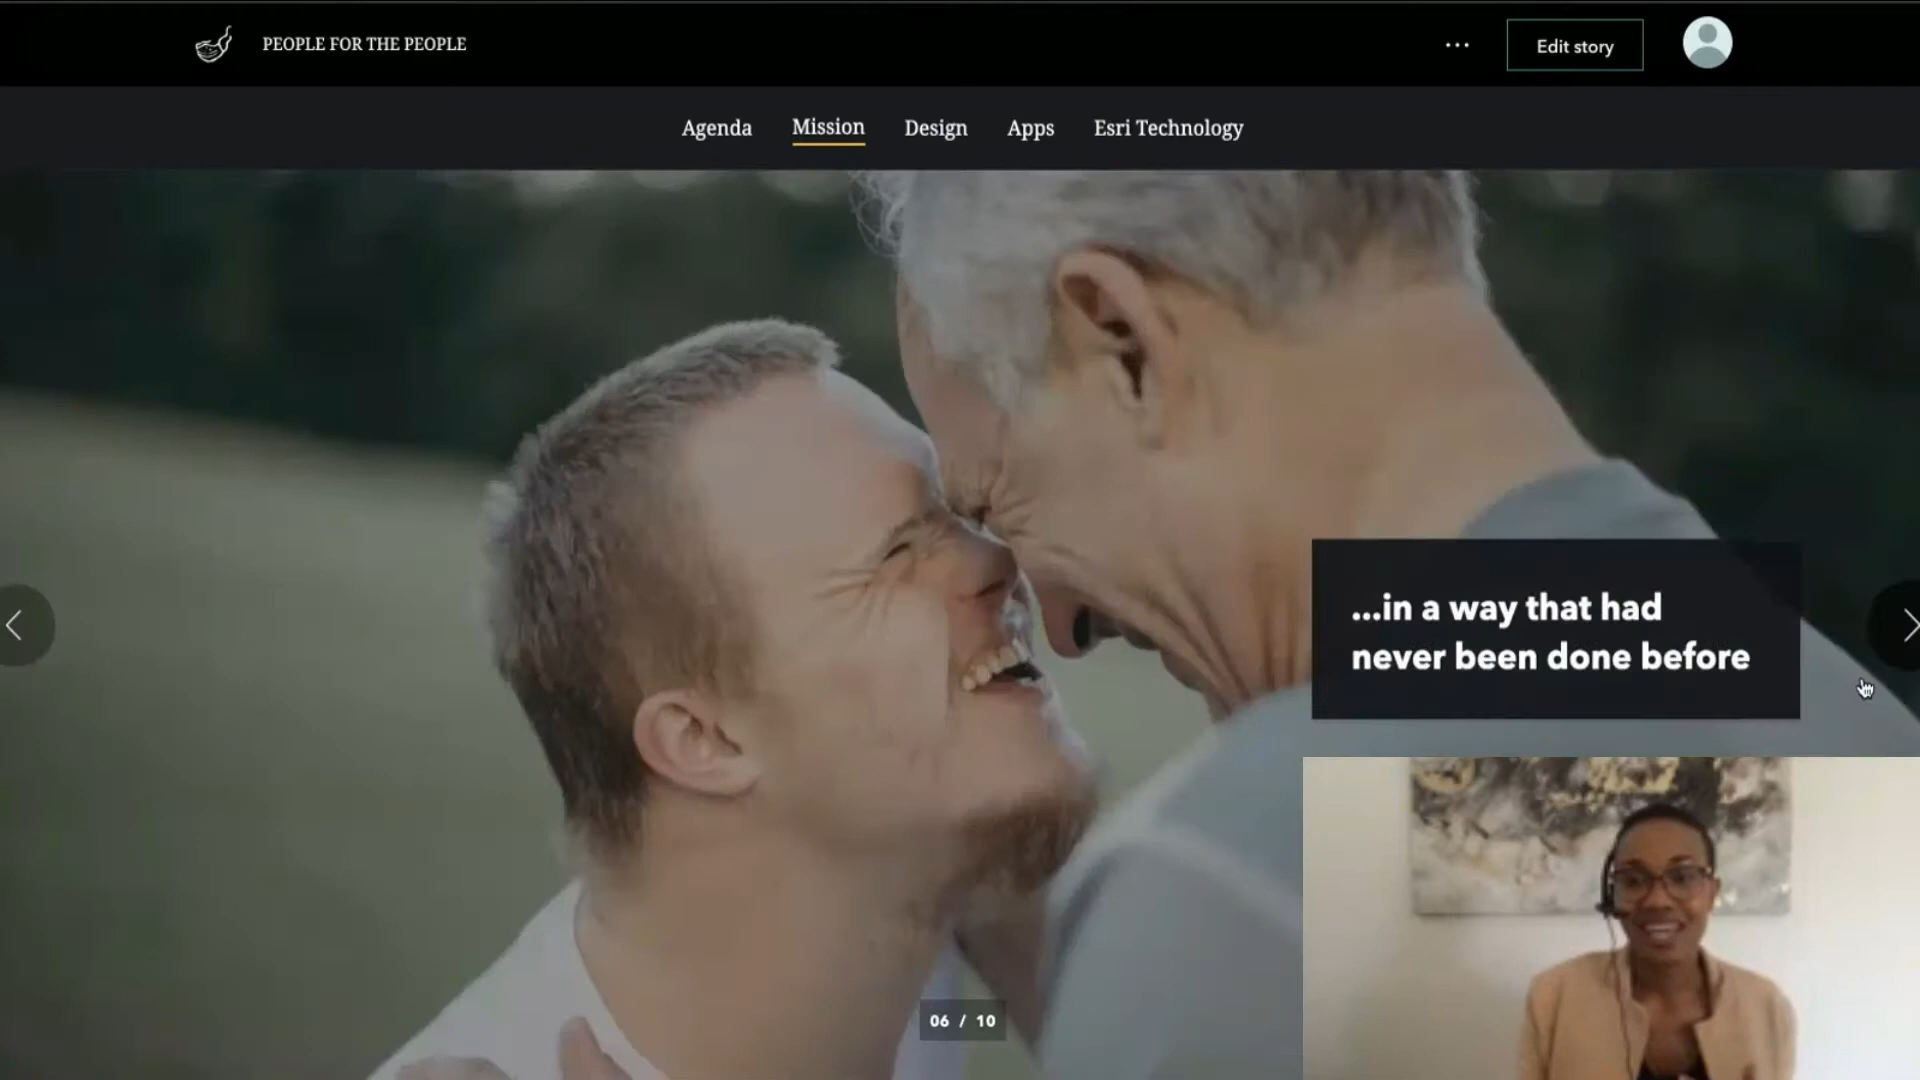 PEOPLE FOR THE PEOPLE
Edit story
Agenda Mission Design Apps Esri Technology
...in a way that had
never been done before
06 / 10